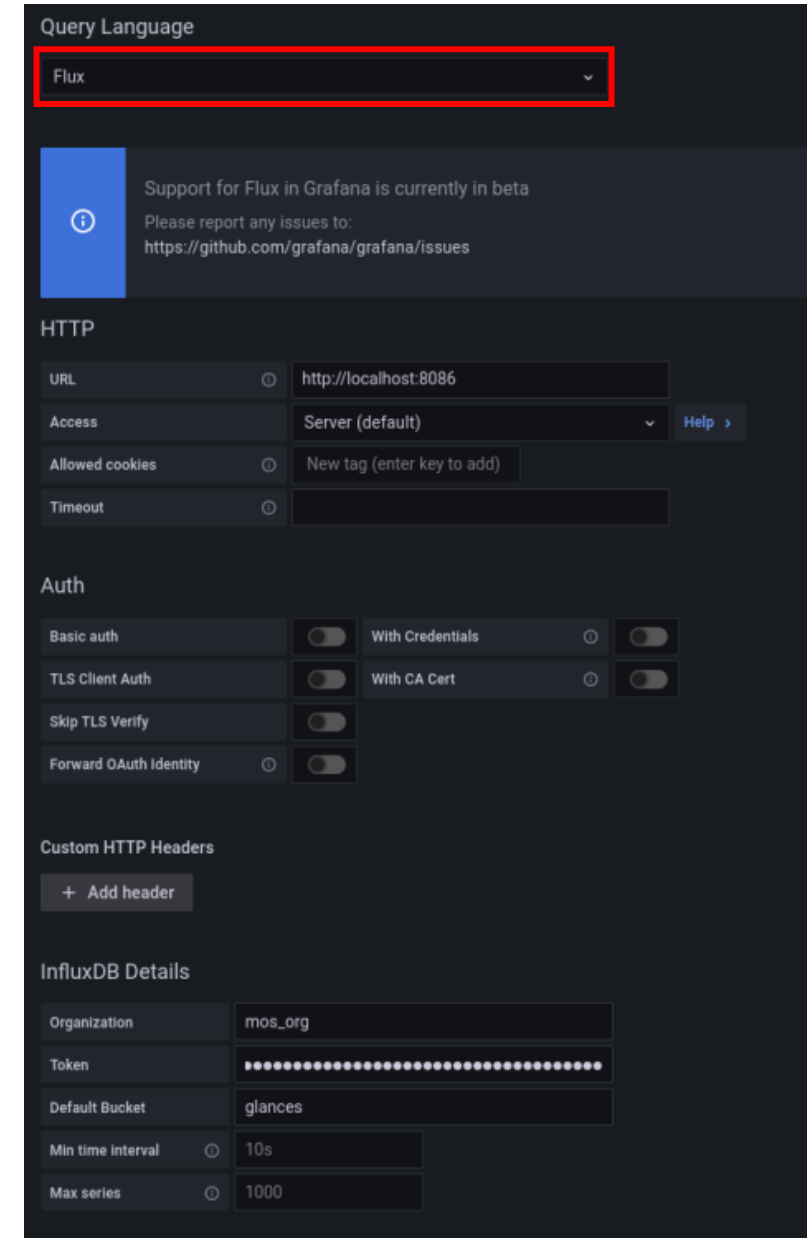 Query Language
Flux
Support for Flux in Grafana is currently in beta
Please report any issues to:
https://github.com/grafana/grafana/issues
HTTP
URL http://localhost:8086
Access Server (default) Help >
Allowed cookies New tag (enter key to add)
Timeout
Auth
Basic auth With Credentials
TLS Client Auth With CA Cert
Skip TLS Verify
Forward OAuth Identity
Custom HTTP Headers
+ Add header
InfluxDB Details
Organization mos_org
Token
Default Bucket glances
Min time interval 10s
Max series 1000